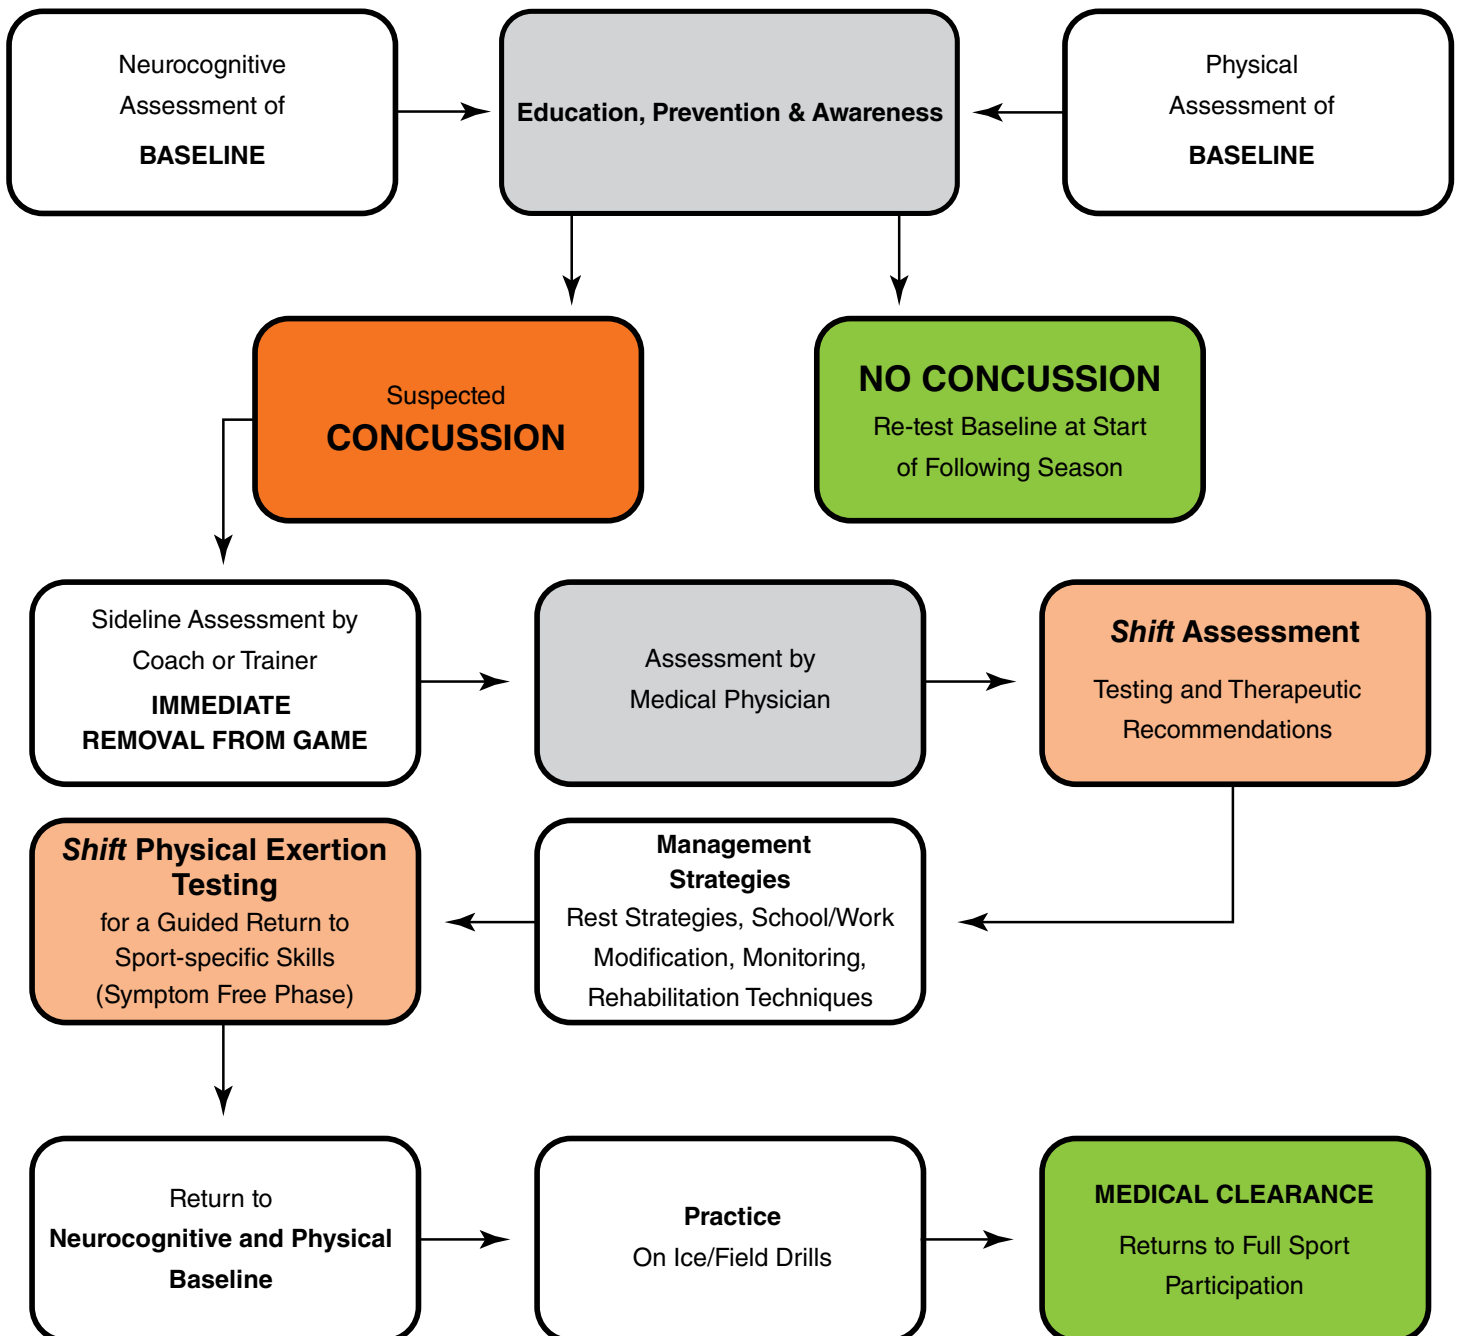 Neurocognitive
Assessment of
BASELINE
Education, Prevention & Awareness
Physical
Assessment of
BASELINE
Suspected
CONCUSSION
NO CONCUSSION
Re-test Baseline at Start
of Following Season
Sideline Assessment by
Coach or Trainer
IMMEDIATE
REMOVAL FROM GAME
Assessment by
Medical Physician
Shift Assessment
Testing and Therapeutic
Recommendations
Shift Physical Exertion
Testing
for a Guided Return to
Sport-specific Skills
(Symptom Free Phase)
Management
Strategies
Rest Strategies, School/Work
Modification, Monitoring,
Rehabilitation Techniques
Return to
Neurocognitive and Physical
Baseline
Practice
On Ice/Field Drills
MEDICAL CLEARANCE
Returns to Full Sport
Participation